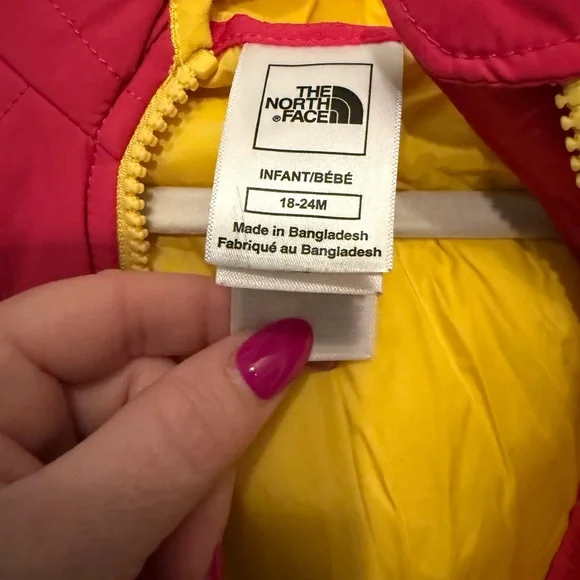 THE
NORTH
®FACE
INFANT/BÉBÉ
18-24M
Made in Bangladesh
Fabriqué au Bangladesh